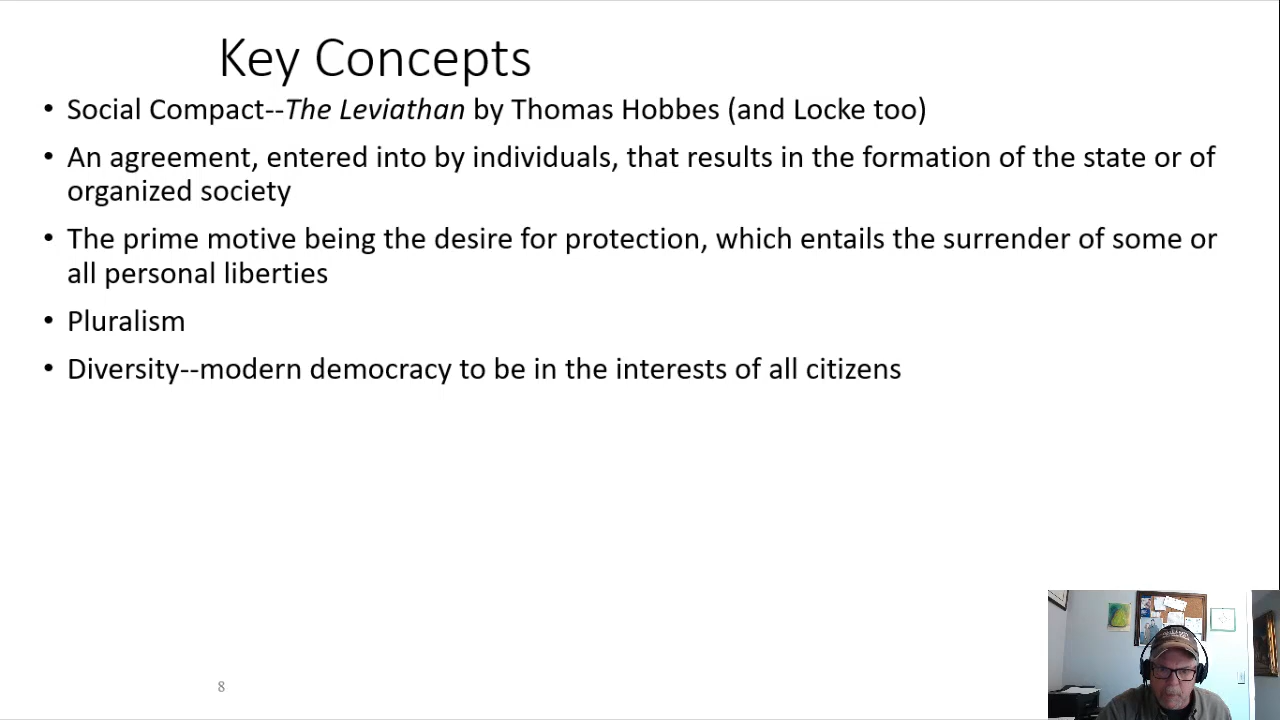 Key Concepts
• Social Compact--The Leviathan by Thomas Hobbes (and Locke too)
• An agreement, entered into by individuals, that results in the formation of the state or of
organized society
• The prime motive being the desire for protection, which entails the surrender of some or
all personal liberties
• Pluralism
• Diversity--modern democracy to be in the interests of all citizens
8